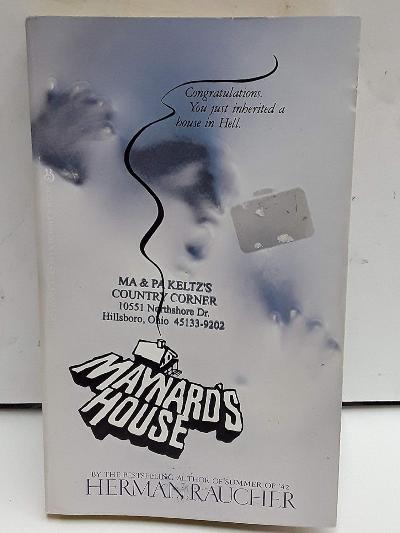 Congratulations.
You just inherited a
house in Hell.
MA & PA KELTZ'S
COUNTRY CORNER
10551 Northshore Dr.
Hillsboro, Ohio 45133-9202
MAYNARD'S
HOUSE
BY THE BESTSELLING AUTHOR OF SUMMER OF '42
HERMAN RAUCHER